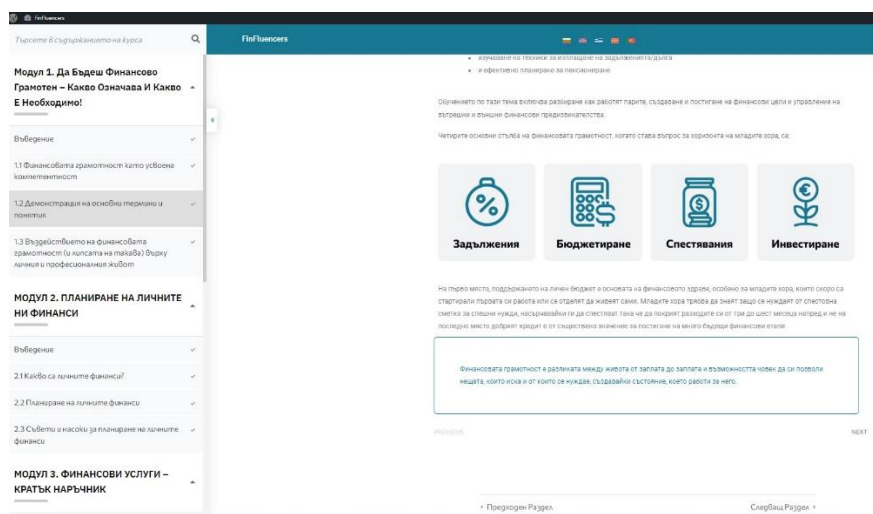 FinFluencers
Търсете в съдържанието на курса
FinFluencers
Модул 1. Да Бъдеш Финансово
Грамотен – Какво Означава И Какво
Е Необходимо!
Въведение
1.1 Финансовата грамотност като усвоена
компетентност
1.2 Демонстрация на основни термини и
понятия
1.3 Въздействието на финансовата
грамотност (и липсата на такава) върху
личния и професионалния живот
МОДУЛ 2. ПЛАНИРАНЕ НА ЛИЧНИТЕ
НИ ФИНАНСИ
Въведение
2.1 Какво са личните финанси?
2.2 Планиране на личните финанси
2.3 Съвети и насоки за планиране на личните
финанси
МОДУЛ 3. ФИНАНСОВИ УСЛУГИ –
КРАТЪК НАРЪЧНИК
изучаване на техники за изплащане на задълженията/дълга
и ефективно планиране за пенсиониране
Обучението по тази тема включва разбиране как работят парите, създаване и постигане на финансови цели и управление на
вътрешни и външни финансови предизвикателства.
Четирите основни стълба на финансовата грамотност, когато става въпрос за хоризонта на младите хора, са:
Задължения
Бюджетиране
Спестявания
Инвестиране
На първо място, поддържането на личен бюджет е основата на финансовото здраве, особено за младите хора, които скоро са
стартирали първата си работа или се отделят да живеят сами. Младите хора трябва да знаят защо се нуждаят от спестовна
сметка за спешни нужди, насърчавайки ги да спестяват така че да покрият разходите си от три до шест месеца напред и не на
последно място добрият кредит е от съществено значение за постигане на много бъдещи финансови етапи.
Финансовата грамотност е разликата между живота от заплата до заплата и възможността човек да си позволи
нещата, които иска и от които се нуждае, създавайки състояние, което работи за него.
PREVIOUS
NEXT
Предходен Раздел
Следващ Раздел